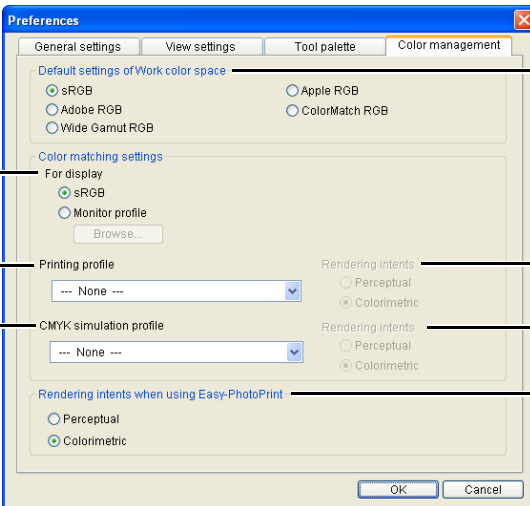 Preferences
General settings View settings Tool palette Color management
Default settings of Work color space
sRGB Apple RGB
Adobe RGB ColorMatch RGB
Wide Gamut RGB
Color matching settings
For display
sRGB
Monitor profile
Browse...
Printing profile Rendering intents
--- None --- Perceptual
Colorimetric
CMYK simulation profile Rendering intents
--- None --- Perceptual
Colorimetric
Rendering intents when using Easy-PhotoPrint
Perceptual
Colorimetric
OK Cancel